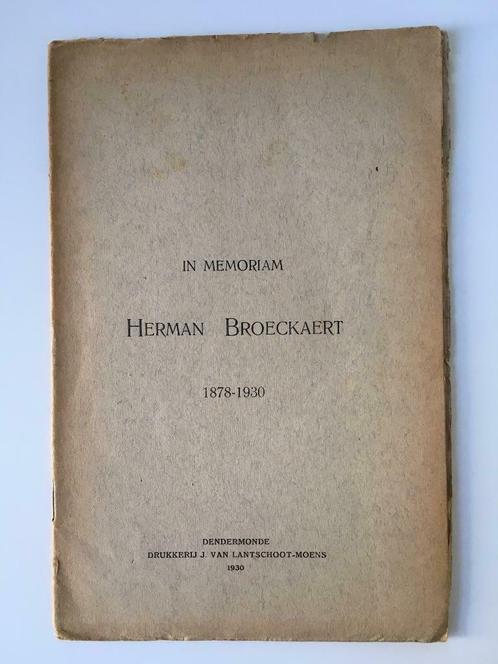 IN MEMORIAM
HERMAN BROECKAERT
1878-1930
DENDERMONDE
DRUKKERIJ J. VAN LANTSCHOOT-MOENS
1930